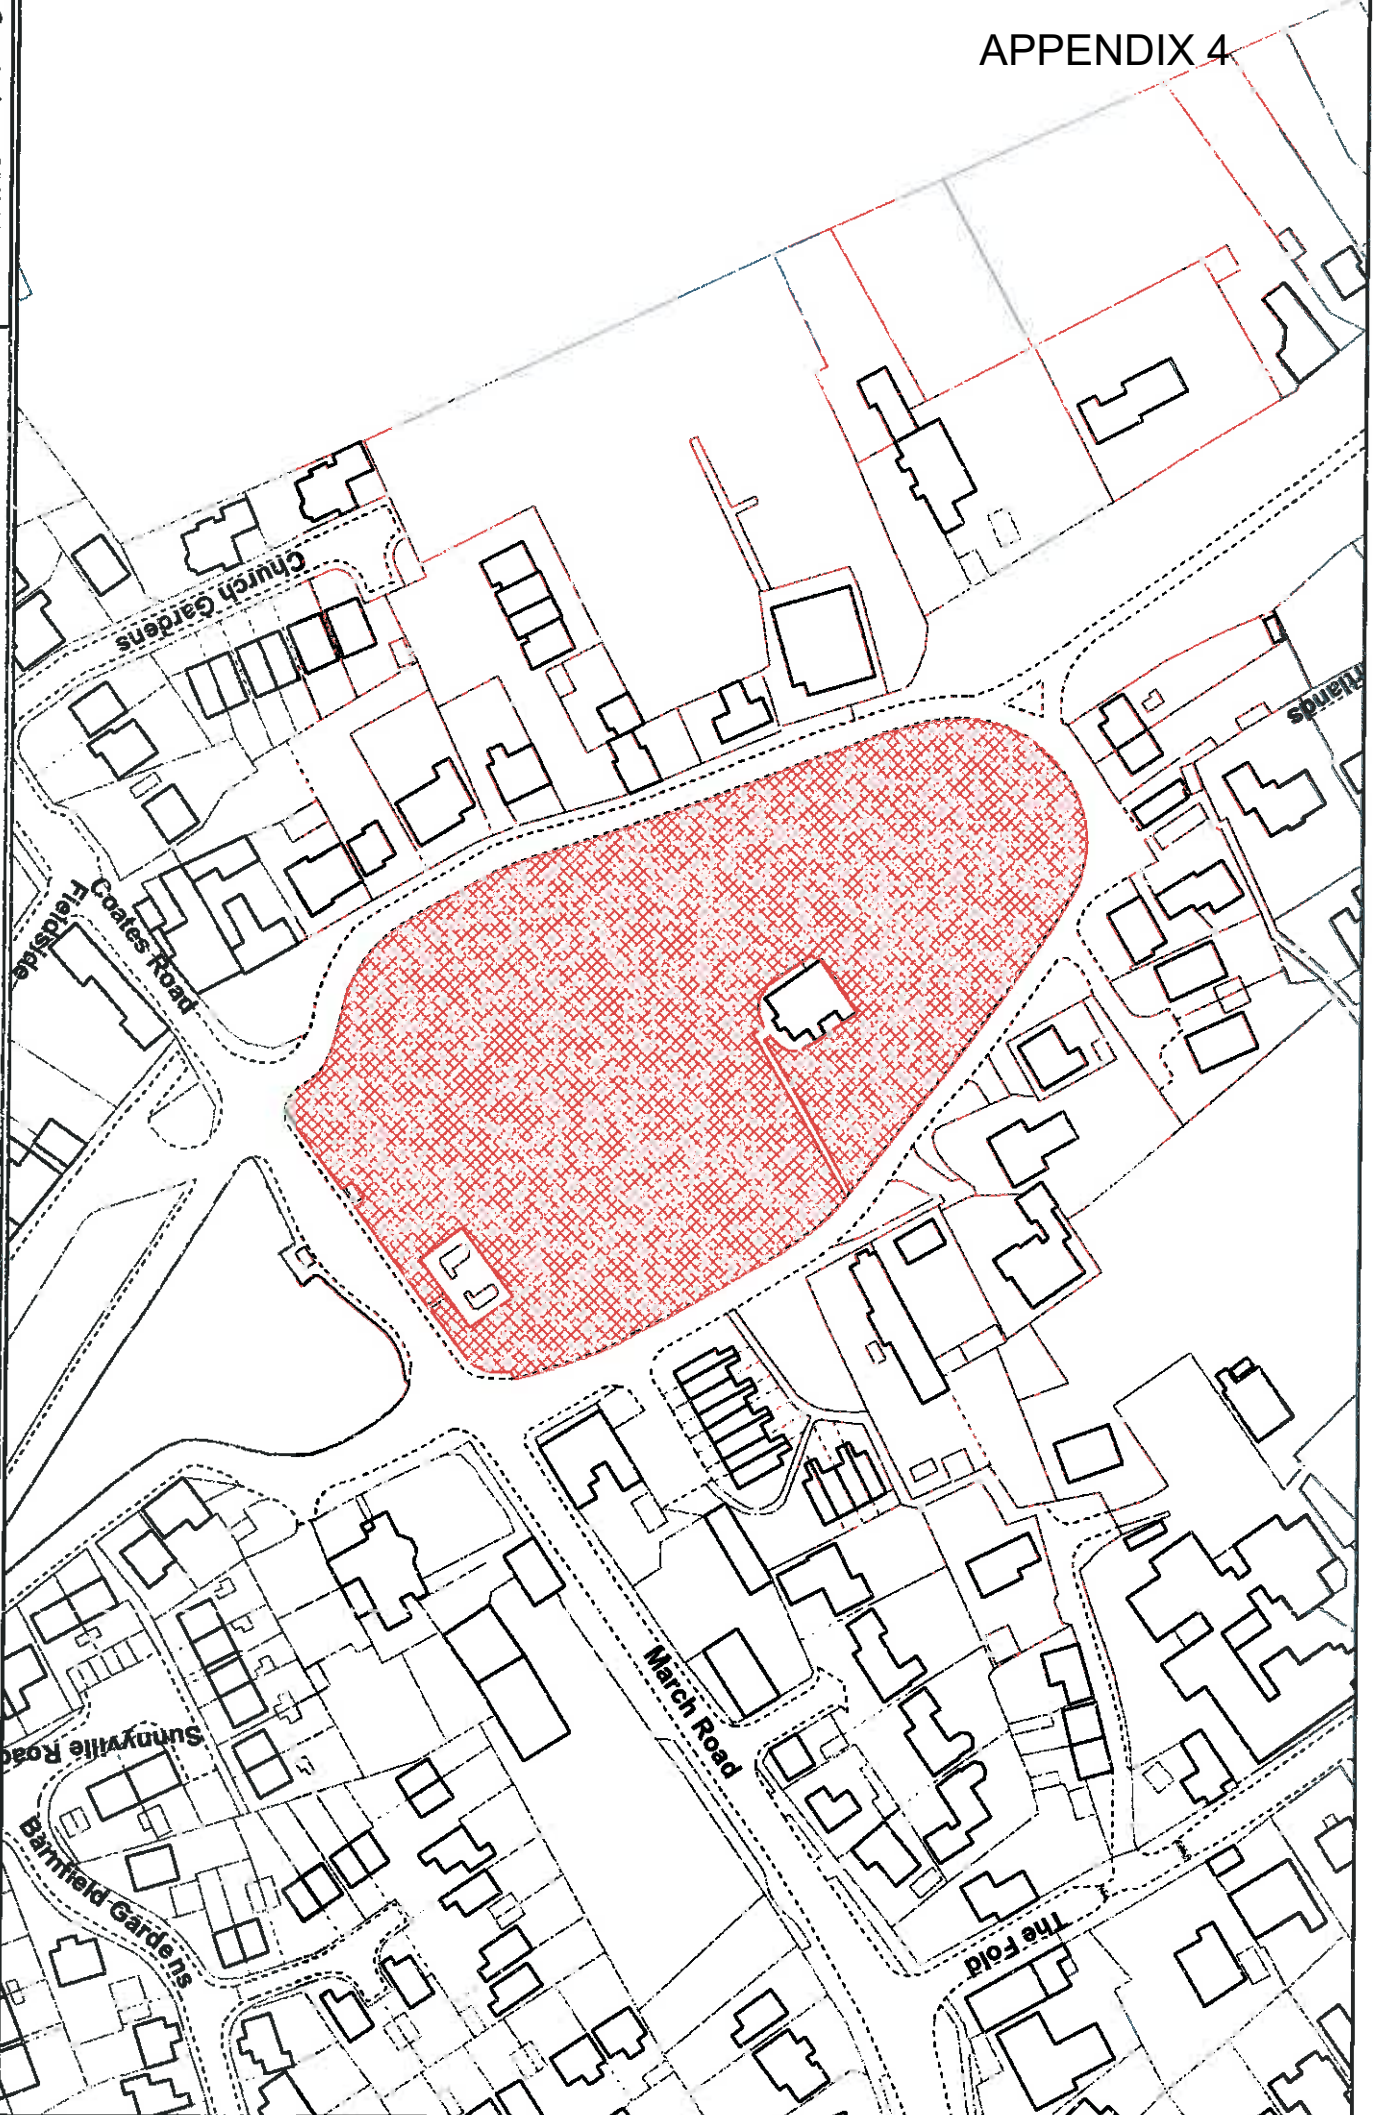 APPENDIX 4
Church Gardens
Coates Road
Fieldside
March Road
Sunnyville Road
Barnfield Gardens
The Fold